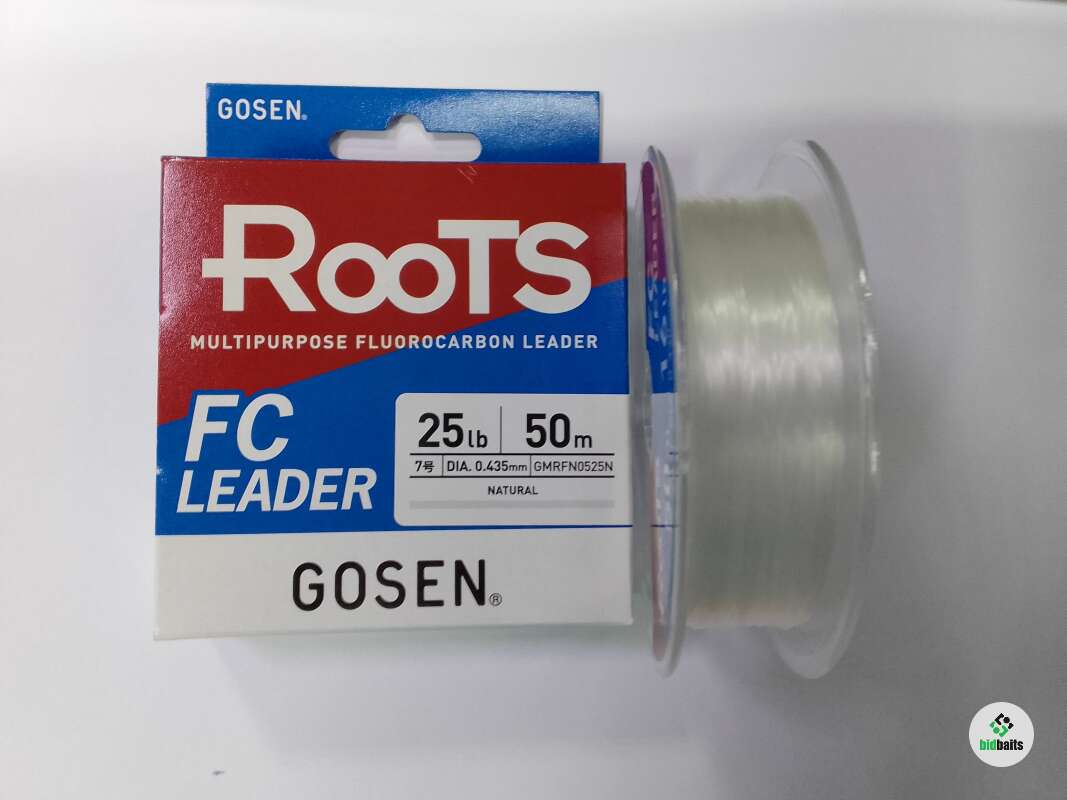 GOSEN®
ROOTS
MULTIPURPOSE FLUOROCARBON LEADER
FC
LEADER
25lb 50m
7号 DIA. 0.435mm GMRFN0525N
NATURAL
GOSEN®
bidbaits